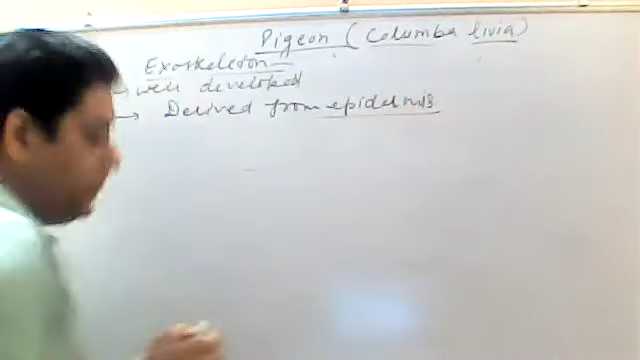 Pigeon (Columba livia)
Exoskeleton –
→ well developed
→ Derived from epidermis